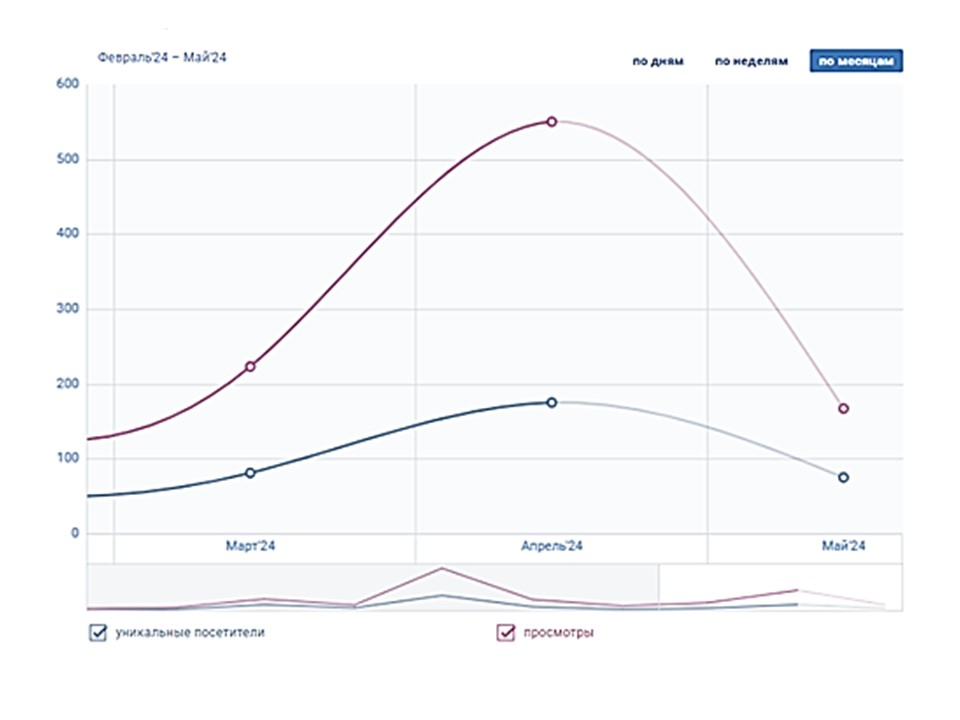 Февраль'24 – Май'24
по дням по неделям по месяцам
600
500
400
300
200
100
0
Март'24 Апрель'24 Май'24
уникальные посетители просмотры